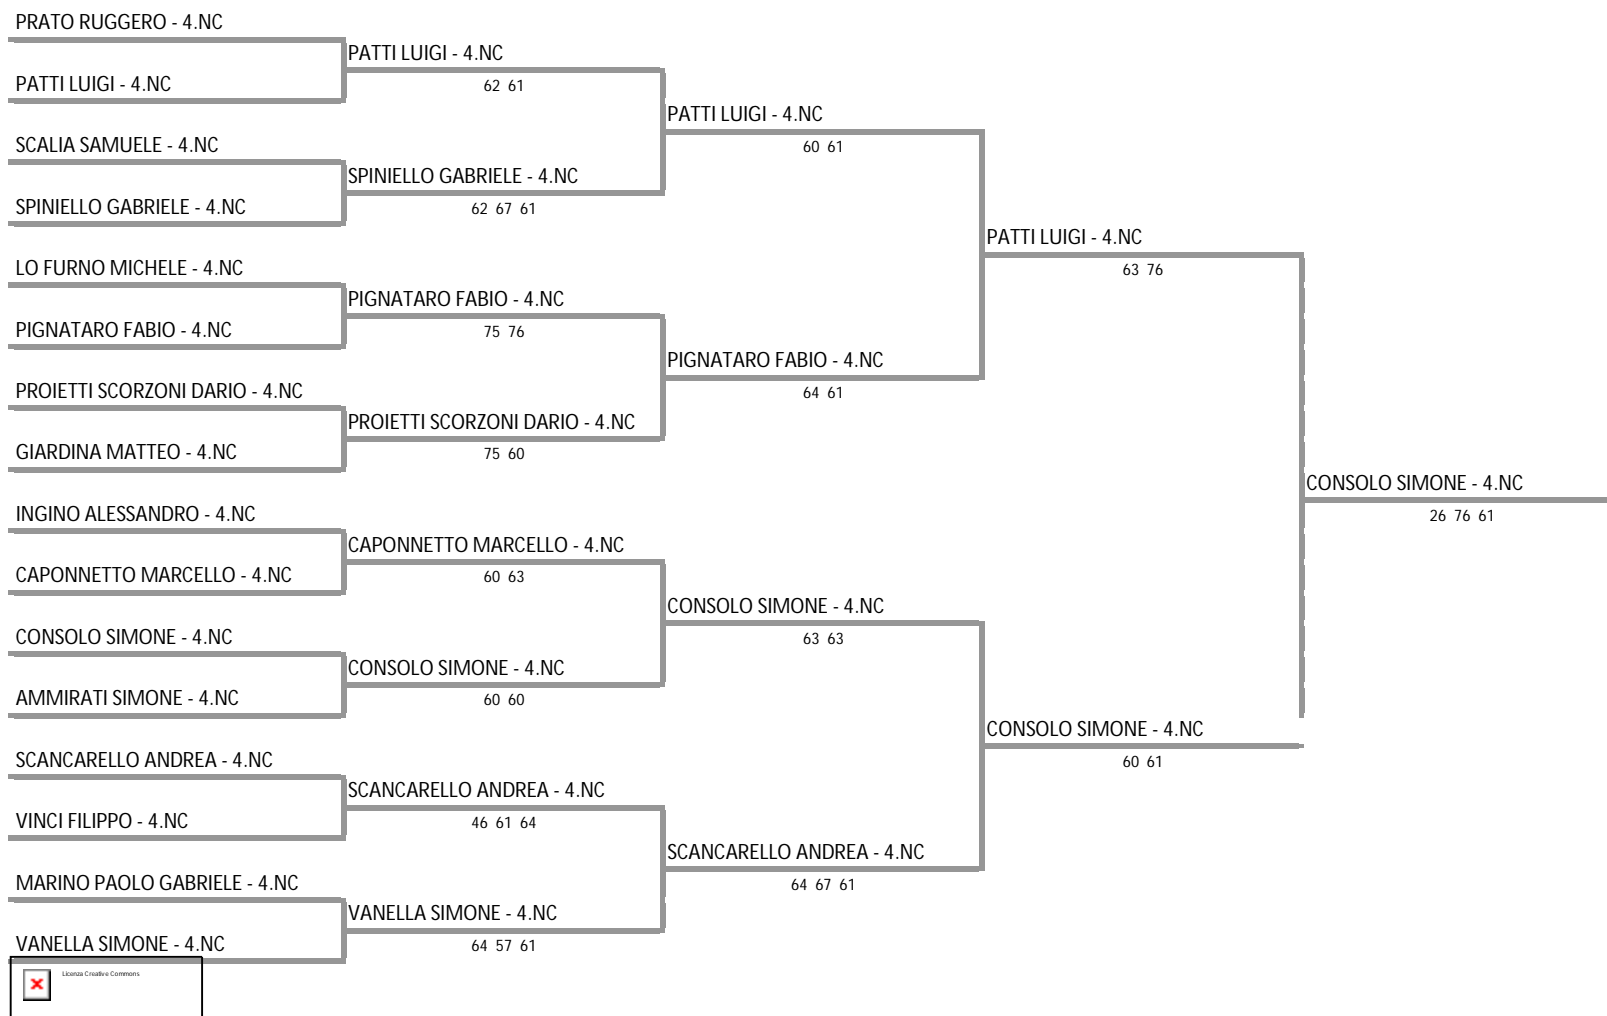 PRATO RUGGERO - 4.NC
PATTI LUIGI - 4.NC
PATTI LUIGI - 4.NC
62 61
PATTI LUIGI - 4.NC
60 61
SCALIA SAMUELE - 4.NC
SPINIELLO GABRIELE - 4.NC
62 67 61
SPINIELLO GABRIELE - 4.NC
PATTI LUIGI - 4.NC
63 76
LO FURNO MICHELE - 4.NC
PIGNATARO FABIO - 4.NC
75 76
PIGNATARO FABIO - 4.NC
PIGNATARO FABIO - 4.NC
64 61
PROIETTI SCORZONI DARIO - 4.NC
PROIETTI SCORZONI DARIO - 4.NC
75 60
GIARDINA MATTEO - 4.NC
CONSOLO SIMONE - 4.NC
26 76 61
INGINO ALESSANDRO - 4.NC
CAPONNETTO MARCELLO - 4.NC
60 63
CAPONNETTO MARCELLO - 4.NC
CONSOLO SIMONE - 4.NC
63 63
CONSOLO SIMONE - 4.NC
CONSOLO SIMONE - 4.NC
60 60
AMMIRATI SIMONE - 4.NC
CONSOLO SIMONE - 4.NC
60 61
SCANCARELLO ANDREA - 4.NC
SCANCARELLO ANDREA - 4.NC
46 61 64
VINCI FILIPPO - 4.NC
SCANCARELLO ANDREA - 4.NC
64 67 61
MARINO PAOLO GABRIELE - 4.NC
VANELLA SIMONE - 4.NC
64 57 61
VANELLA SIMONE - 4.NC
Licenza Creative Commons